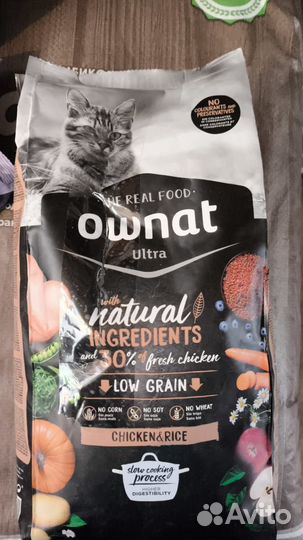 NO
COLOURANTS AND
PRESERVATIVES
THE REAL FOOD·
ownat
Ultra
with
natural
INGREDIENTS
and 30% of fresh chicken
LOW GRAIN
NO CORN
NO SOY
NO WHEAT
CHICKEN&RICE
slow cooking
process
HIGHER
DIGESTIBILITY
Avito